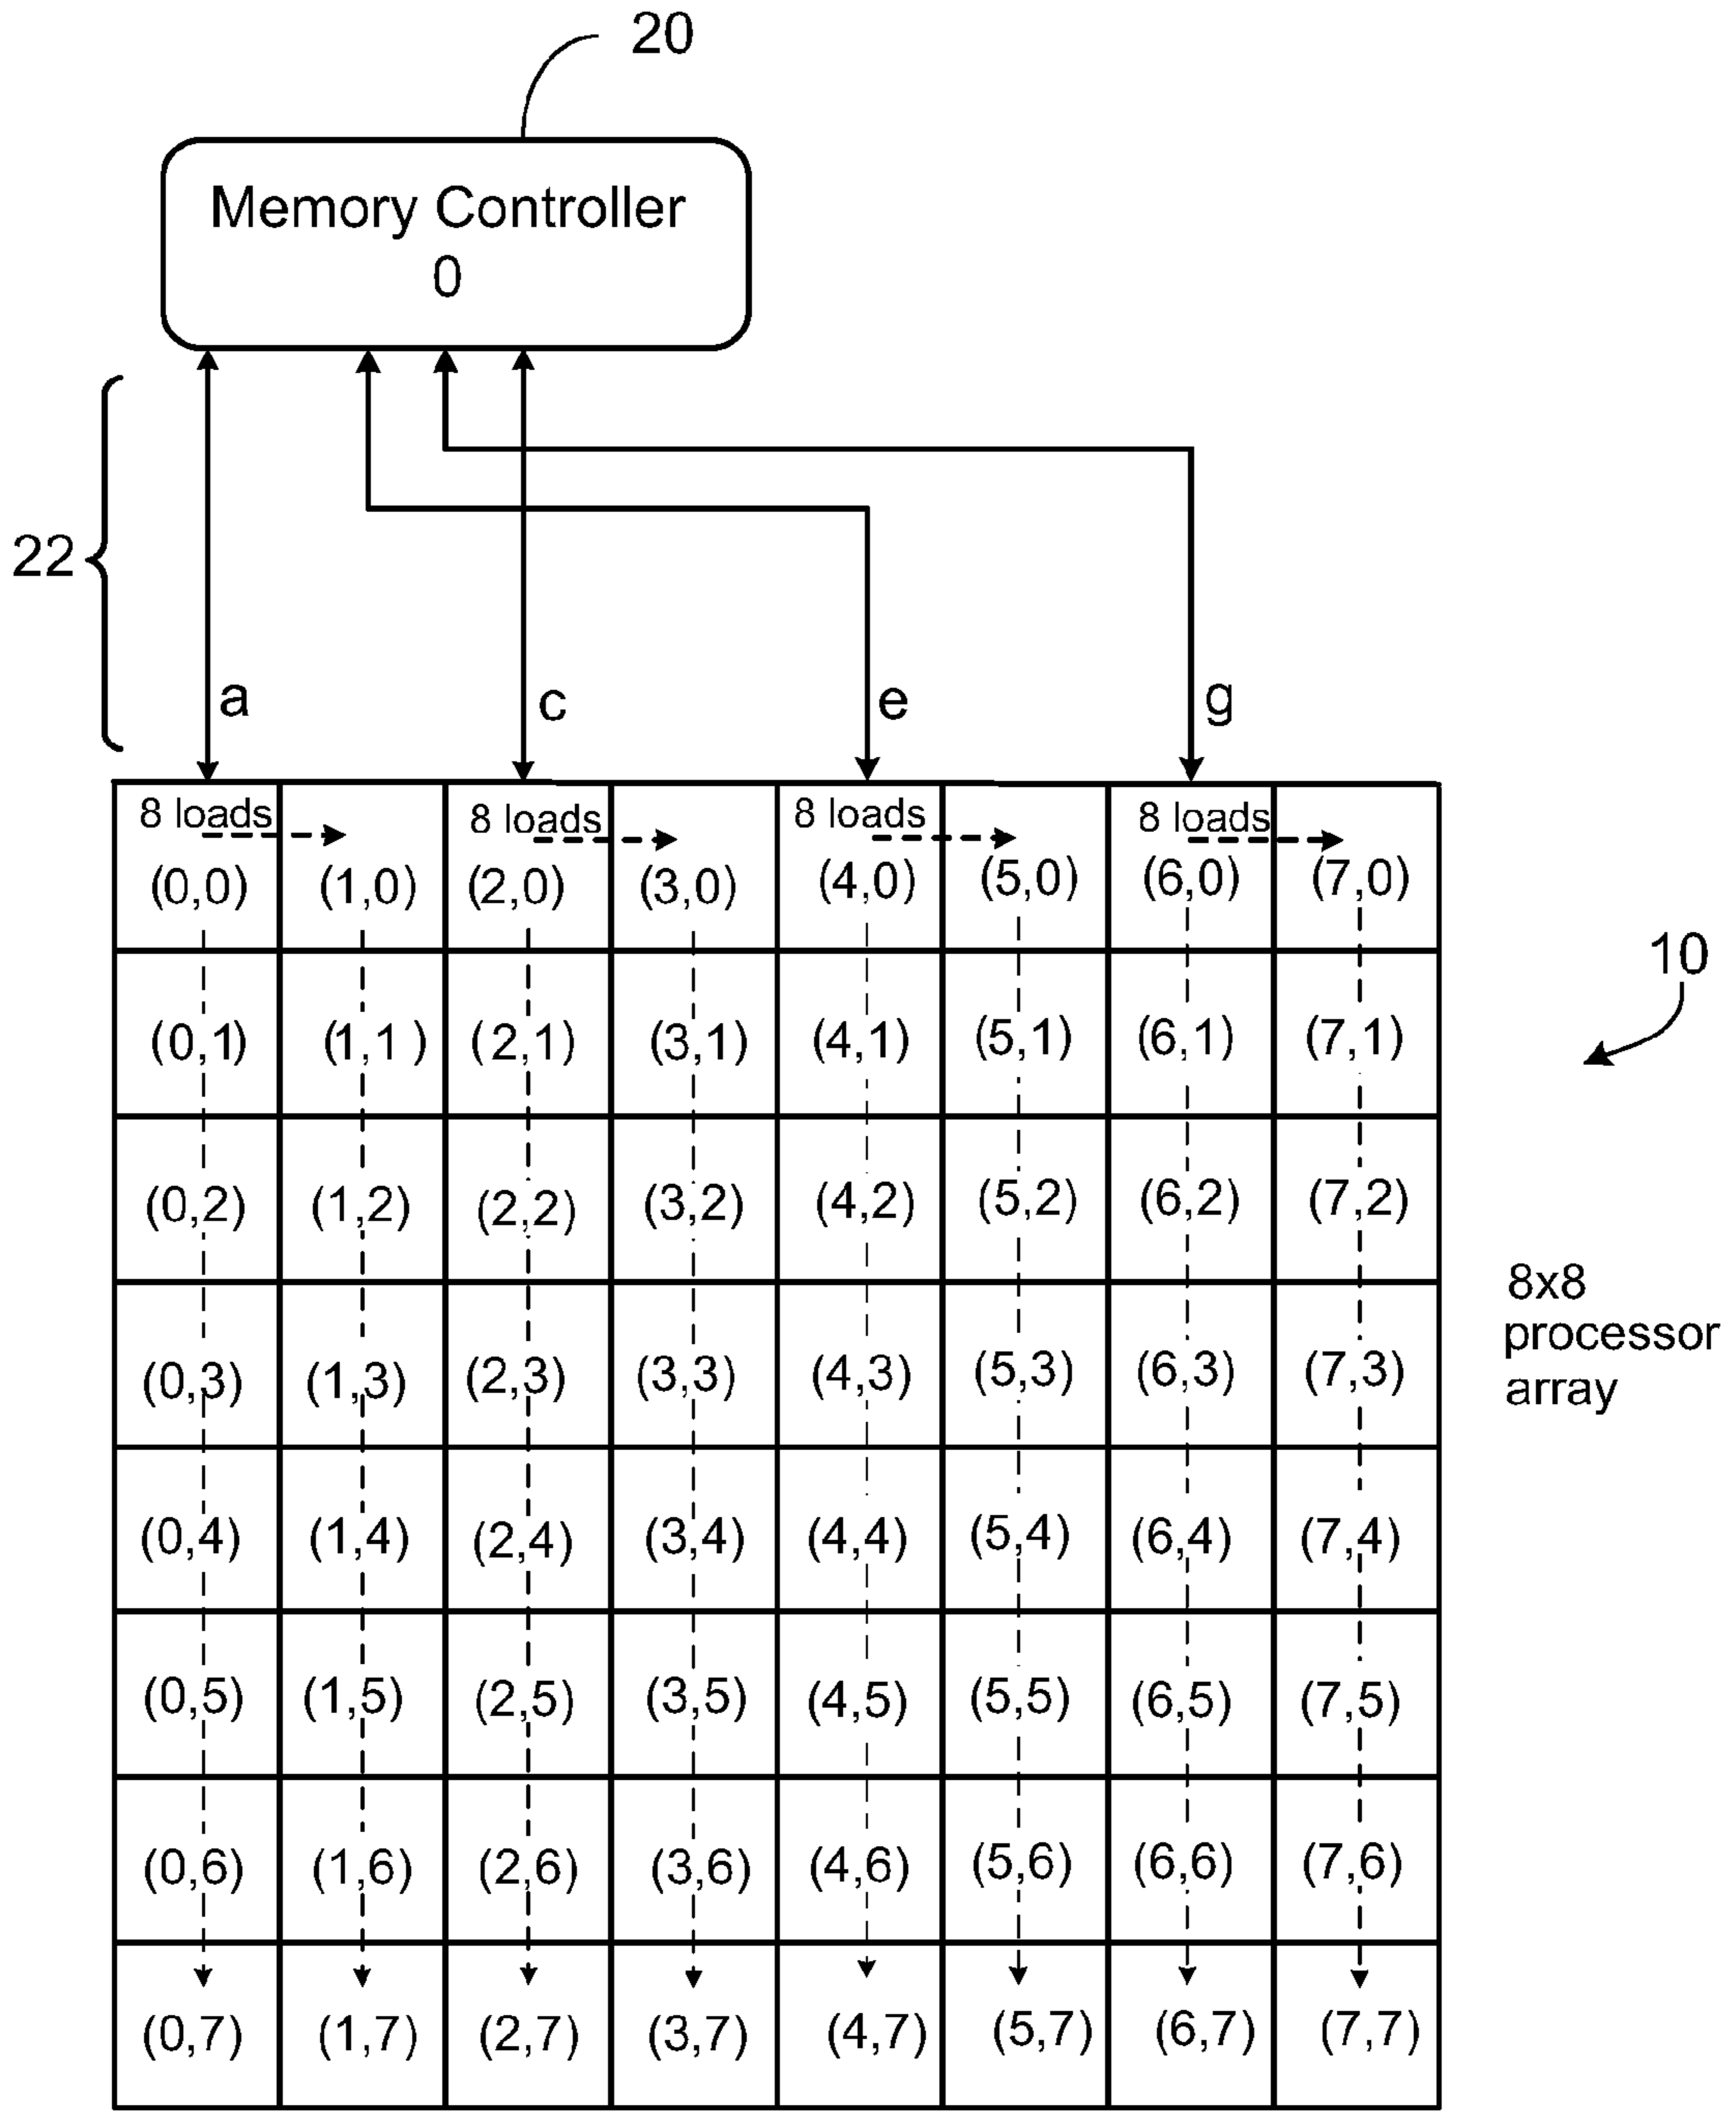 20
Memory Controller
0
22
a c e g
8 loads 8 loads 8 loads 8 loads
(0,0) (1,0) (2,0) (3,0) (4,0) (5,0) (6,0) (7,0)
10
(0,1) (1,1) (2,1) (3,1) (4,1) (5,1) (6,1) (7,1)
(0,2) (1,2) (2,2) (3,2) (4,2) (5,2) (6,2) (7,2)
8x8
processor
array
(0,3) (1,3) (2,3) (3,3) (4,3) (5,3) (6,3) (7,3)
(0,4) (1,4) (2,4) (3,4) (4,4) (5,4) (6,4) (7,4)
(0,5) (1,5) (2,5) (3,5) (4,5) (5,5) (6,5) (7,5)
(0,6) (1,6) (2,6) (3,6) (4,6) (5,6) (6,6) (7,6)
(0,7) (1,7) (2,7) (3,7) (4,7) (5,7) (6,7) (7,7)